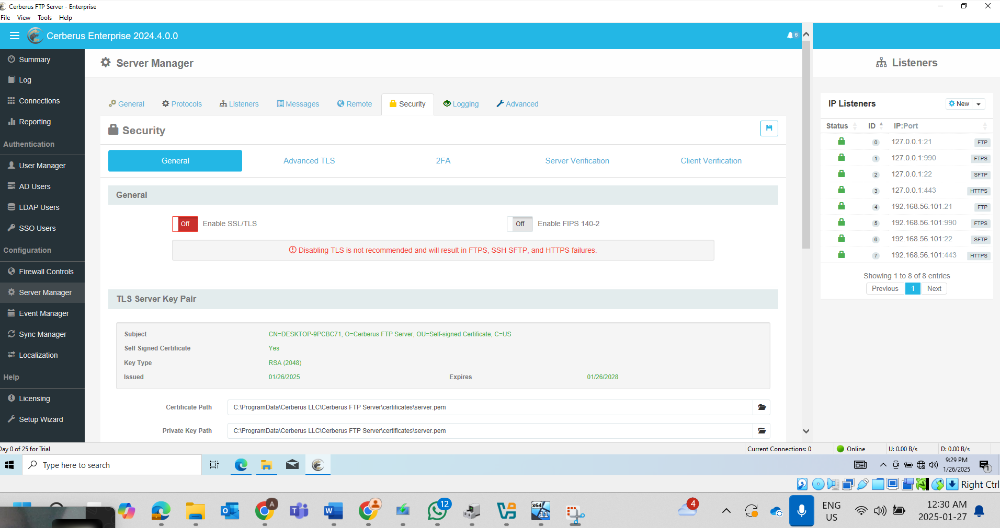 Cerberus FTP Server - Enterprise
File View Tools Help
Cerberus Enterprise 2024.4.0.0
6
Summary
Log
Connections
Reporting
Authentication
User Manager
AD Users
LDAP Users
SSO Users
Configuration
Firewall Controls
Server Manager
Event Manager
Sync Manager
Localization
Help
Licensing
Setup Wizard
Server Manager
General Protocols Listeners Messages Remote Security Logging Advanced
Security
General Advanced TLS 2FA Server Verification Client Verification
General
Off Enable SSL/TLS Off Enable FIPS 140-2
Disabling TLS is not recommended and will result in FTPS, SSH SFTP, and HTTPS failures.
TLS Server Key Pair
Subject CN=DESKTOP-9PCBC71, O=Cerberus FTP Server, OU=Self-signed Certificate, C=US
Self Signed Certificate Yes
Key Type RSA (2048)
Issued 01/26/2025 Expires 01/26/2028
Certificate Path C:\ProgramData\Cerberus LLC\Cerberus FTP Server\certificates\server.pem
Private Key Path C:\ProgramData\Cerberus LLC\Cerberus FTP Server\certificates\server.pem
Listeners
IP Listeners New
Status ID IP:Port
0 127.0.0.1:21 FTP
1 127.0.0.1:990 FTPS
2 127.0.0.1:22 SFTP
3 127.0.0.1:443 HTTPS
4 192.168.56.101:21 FTP
5 192.168.56.101:990 FTPS
6 192.168.56.101:22 SFTP
7 192.168.56.101:443 HTTPS
Showing 1 to 8 of 8 entries
Previous 1 Next
Day 0 of 25 for Trial Current Connections: 0 Online U: 0.00 B/s D: 0.00 B/s
Type here to search
9:29 PM
1/26/2025
1
Right Ctrl
A
12
x64
11
4
ENG
US
12:30 AM
2025-01-27